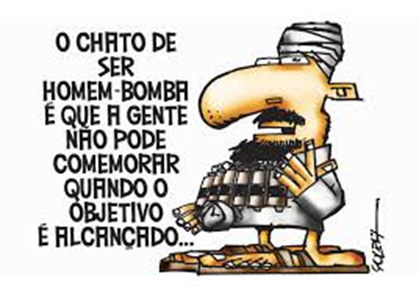 O CHATO DE
SER
HOMEM-BOMBA
É QUE A GENTE
NÃO PODE
COMEMORAR
QUANDO O
OBJETIVO
É ALCANÇADO...